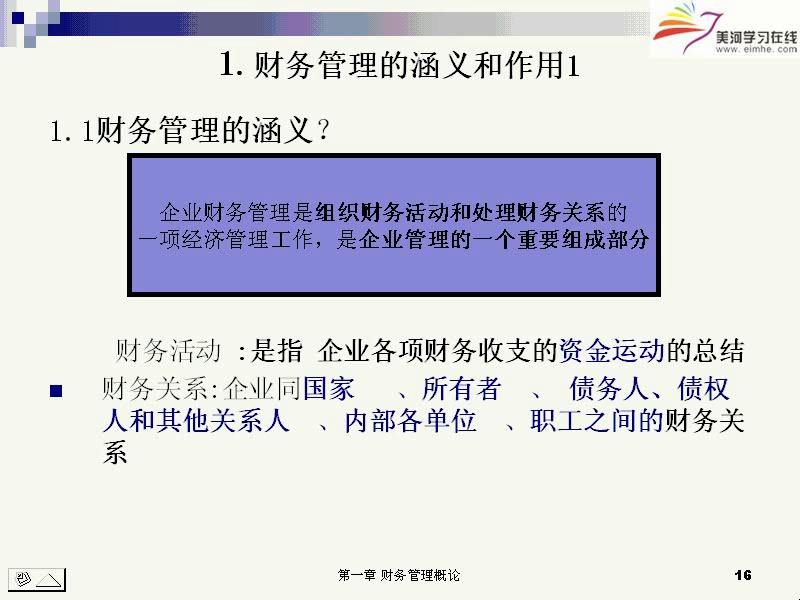 美河学习在线
www.eimhe.com
1.财务管理的涵义和作用1
1.1财务管理的涵义？
企业财务管理是组织财务活动和处理财务关系的
一项经济管理工作，是企业管理的一个重要组成部分
财务活动 :是指 企业各项财务收支的资金运动的总结
财务关系:企业同国家 、所有者 、 债务人、债权
人和其他关系人 、内部各单位 、职工之间的财务关
系
第一章 财务管理概论
16